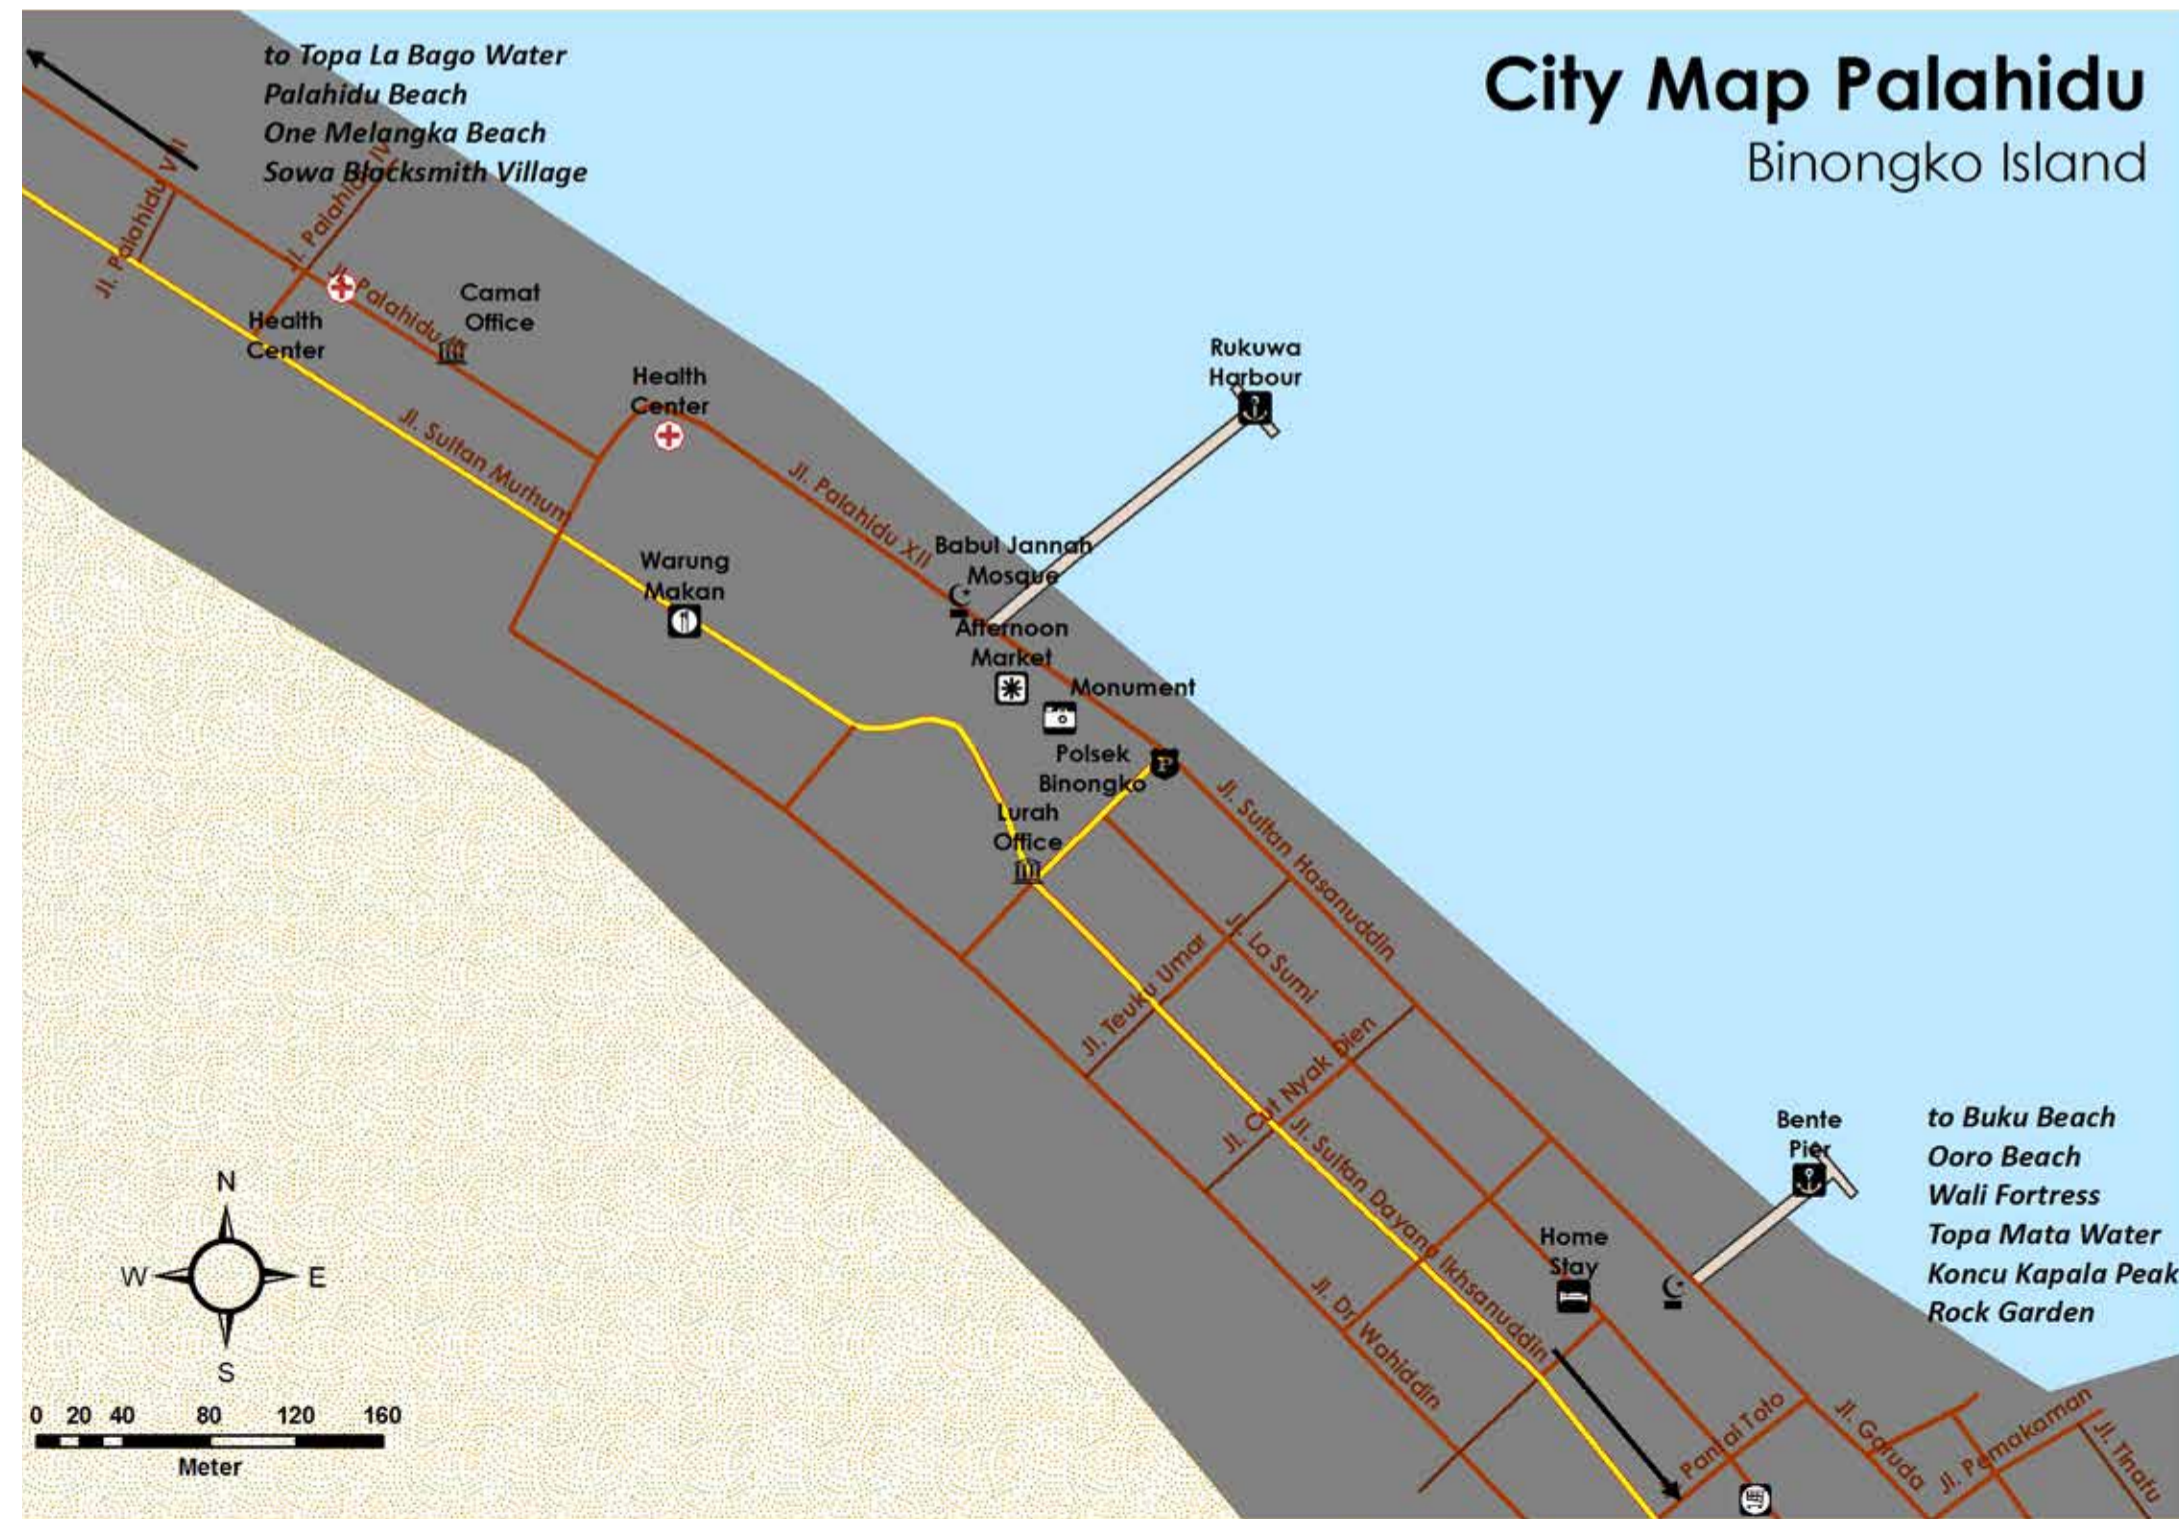 City Map Palahidu
Binongko Island
to Topa La Bago Water
Palahidu Beach
One Melangka Beach
Sowa Blacksmith Village
Jl. Palahidu VIII
Jl. Palahidu IV
Jl. Palahidu
Health
Center
Camat
Office
Health
Center
Rukuwa
Harbour
Jl. Sultan Murhum
Jl. Palahidu XII
Babul Jannah
Mosque
Warung
Makan
Afternoon
Market
Monument
Polsek
Binongko
P
Lurah
Office
Jl. Sultan Hasanuddin
Jl. La Sumi
Jl. Teuku Umar
Jl. Cut Nyak Dien
Jl. Sultan Dayanu Ikhsanuddin
Jl. Dr. Wahiddin
Bente
Pier
Home
Stay
to Buku Beach
Ooro Beach
Wali Fortress
Topa Mata Water
Koncu Kapala Peak
Rock Garden
Pantai Toto
Jl. Garuda
Jl. Pemakaman
Jl. Tinatu
N
W E
S
0 20 40 80 120 160
Meter